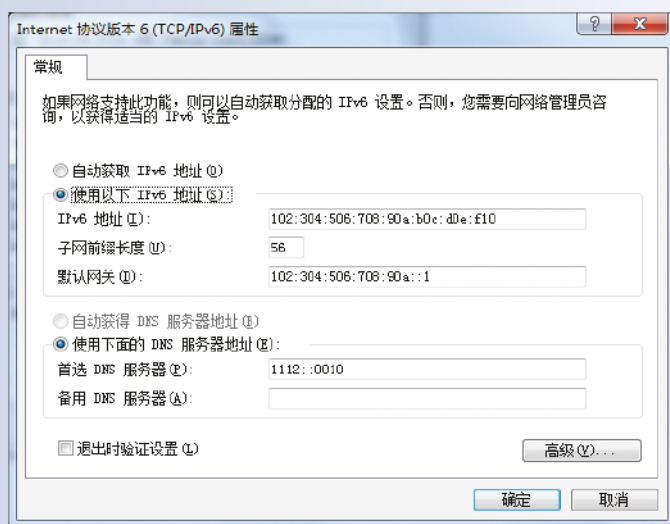 Internet 协议版本 6 (TCP/IPv6) 属性
常规
如果网络支持此功能，则可以自动获取分配的 IPv6 设置。否则，您需要向网络管理员咨
询，以获得适当的 IPv6 设置。
自动获取 IPv6 地址(O)
使用以下 IPv6 地址(S):
IPv6 地址(I): 102:304:506:708:90a:b0c:d0e:f10
子网前缀长度(U): 56
默认网关(D): 102:304:506:708:90a::1
自动获得 DNS 服务器地址(B)
使用下面的 DNS 服务器地址(E):
首选 DNS 服务器(P): 1112::0010
备用 DNS 服务器(A):
退出时验证设置(L)
高级(V)...
确定 取消